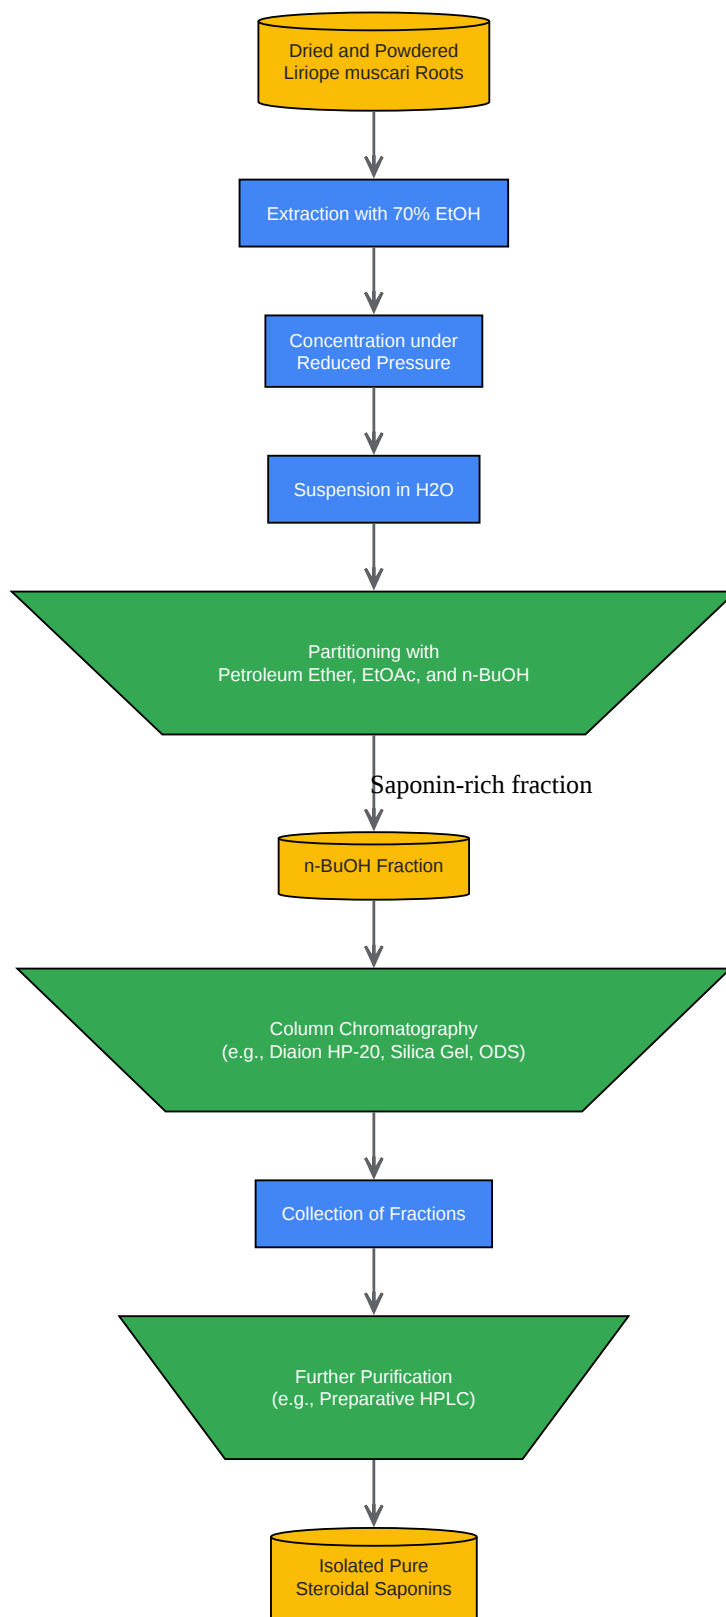 Dried and Powdered
Liriope muscari Roots
Extraction with 70% EtOH
Concentration under
Reduced Pressure
Suspension in H2O
Partitioning with
Petroleum Ether, EtOAc, and n-BuOH
Saponin-rich fraction
n-BuOH Fraction
Column Chromatography
(e.g., Diaion HP-20, Silica Gel, ODS)
Collection of Fractions
Further Purification
(e.g., Preparative HPLC)
Isolated Pure
Steroidal Saponins